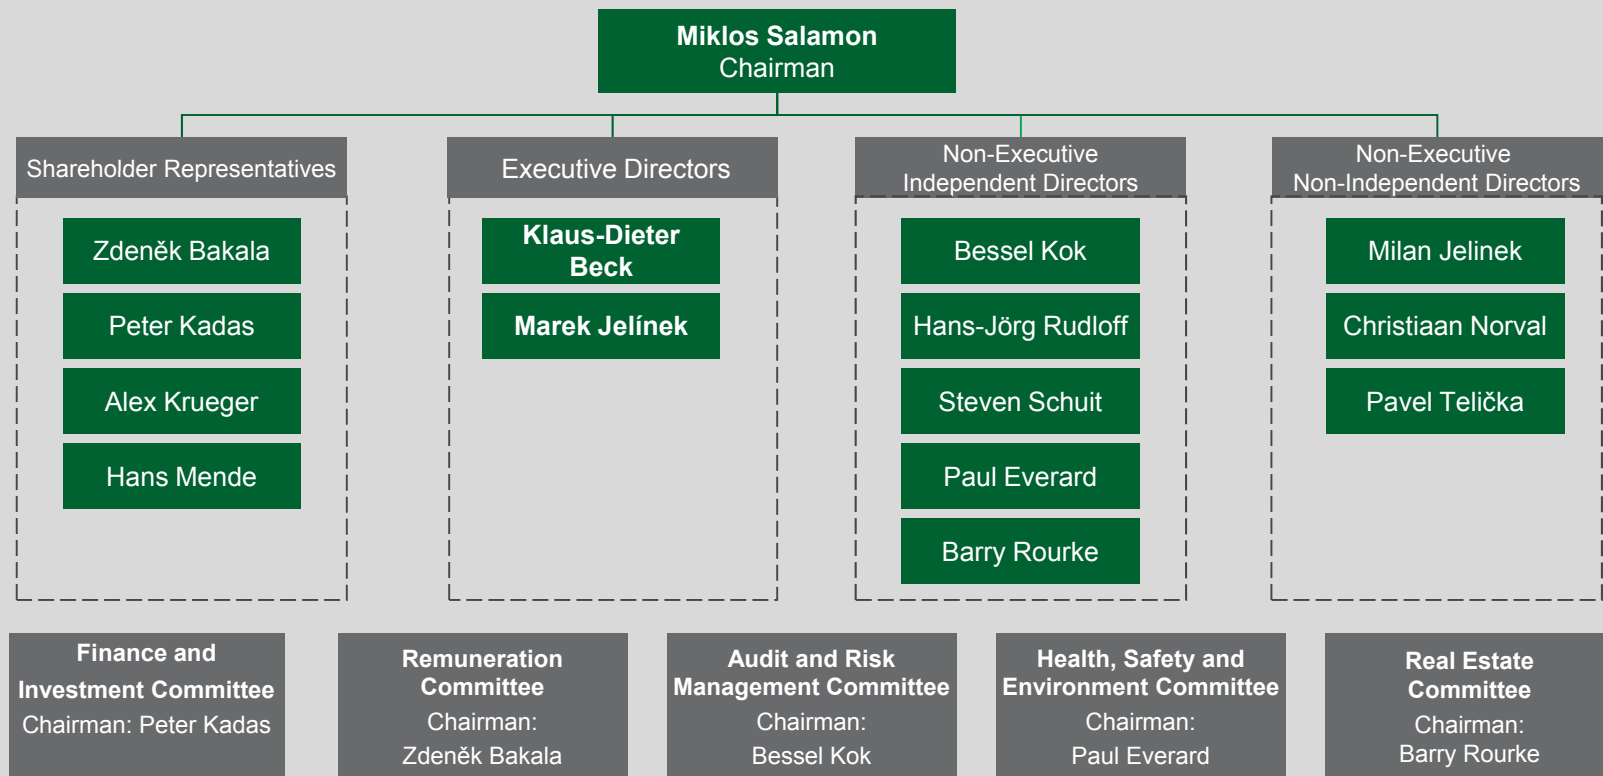 Miklos Salamon
Chairman
Shareholder Representatives
Zdeněk Bakala
Peter Kadas
Alex Krueger
Hans Mende
Executive Directors
Klaus-Dieter
Beck
Marek Jelínek
Non-Executive
Independent Directors
Bessel Kok
Hans-Jörg Rudloff
Steven Schuit
Paul Everard
Barry Rourke
Non-Executive
Non-Independent Directors
Milan Jelinek
Christiaan Norval
Pavel Telička
Finance and
Investment Committee
Chairman: Peter Kadas
Remuneration
Committee
Chairman:
Zdeněk Bakala
Audit and Risk
Management Committee
Chairman:
Bessel Kok
Health, Safety and
Environment Committee
Chairman:
Paul Everard
Real Estate
Committee
Chairman:
Barry Rourke